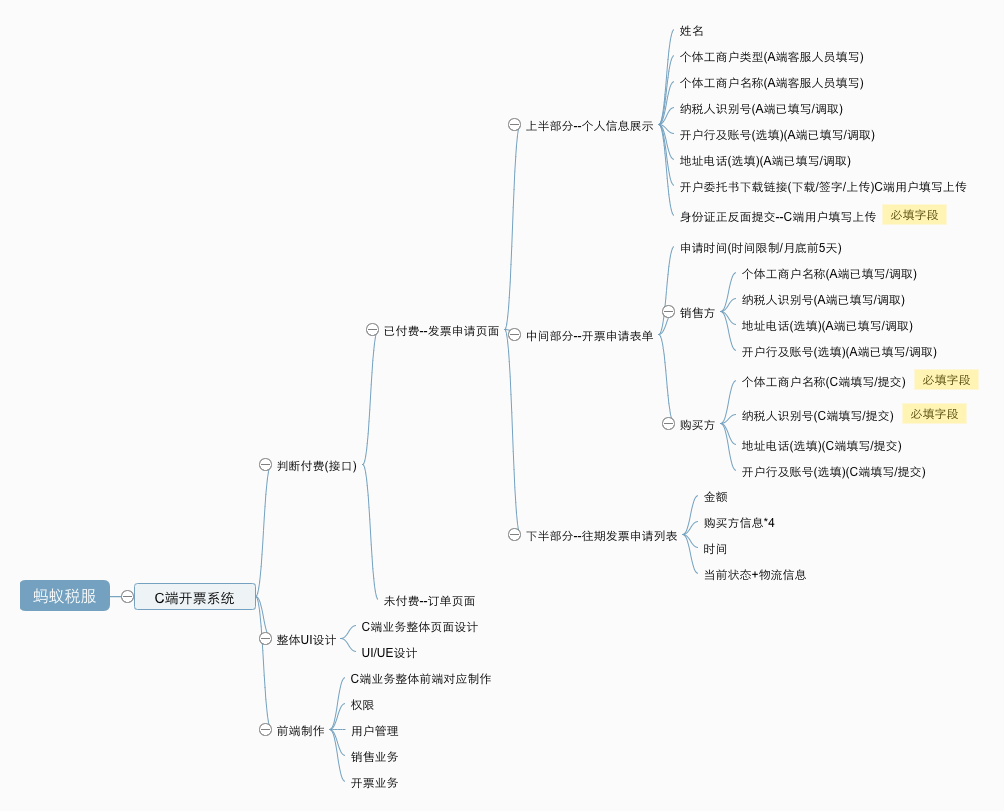 姓名
个体工商户类型(A端客服人员填写)
个体工商户名称(A端客服人员填写)
纳税人识别号(A端已填写/调取)
上半部分--个人信息展示
开户行及账号(选填)(A端已填写/调取)
地址电话(选填)(A端已填写/调取)
开户委托书下载链接(下载/签字/上传)C端用户填写上传
身份证正反面提交--C端用户填写上传 必填字段
申请时间(时间限制/月底前5天)
个体工商户名称(A端已填写/调取)
纳税人识别号(A端已填写/调取)
销售方
地址电话(选填)(A端已填写/调取)
已付费--发票申请页面
中间部分--开票申请表单
开户行及账号(选填)(A端已填写/调取)
个体工商户名称(C端填写/提交) 必填字段
纳税人识别号(C端填写/提交) 必填字段
购买方
地址电话(选填)(C端填写/提交)
判断付费(接口)
开户行及账号(选填)(C端填写/提交)
金额
购买方信息*4
下半部分--往期发票申请列表
时间
当前状态+物流信息
蚂蚁税服
C端开票系统
未付费--订单页面
C端业务整体页面设计
整体UI设计
UI/UE设计
C端业务整体前端对应制作
权限
前端制作
用户管理
销售业务
开票业务